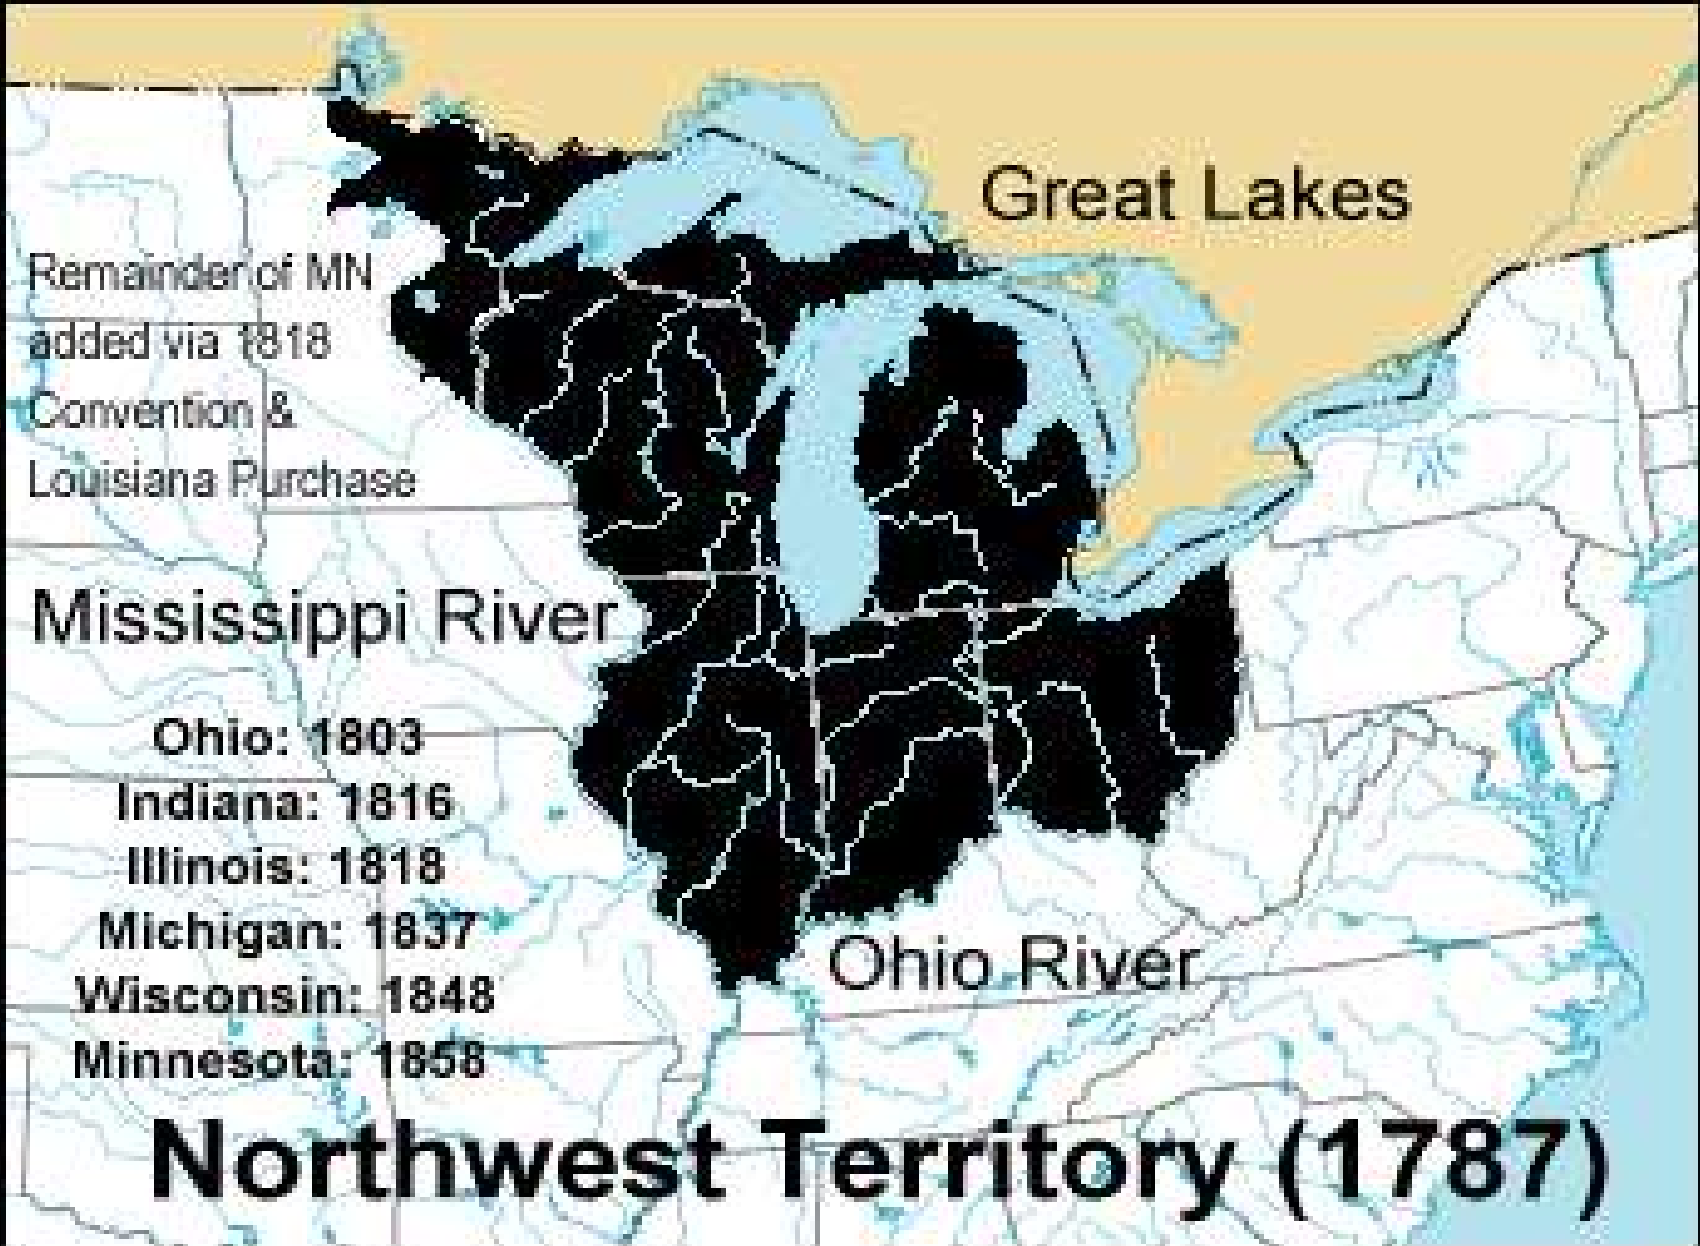 Great Lakes
Remainder of MN
added via 1818
Convention &
Louisiana Purchase
Mississippi River
Ohio: 1803
Indiana: 1816
Illinois: 1818
Michigan: 1837
Wisconsin: 1848
Minnesota: 1858
Ohio River
Northwest Territory (1787)